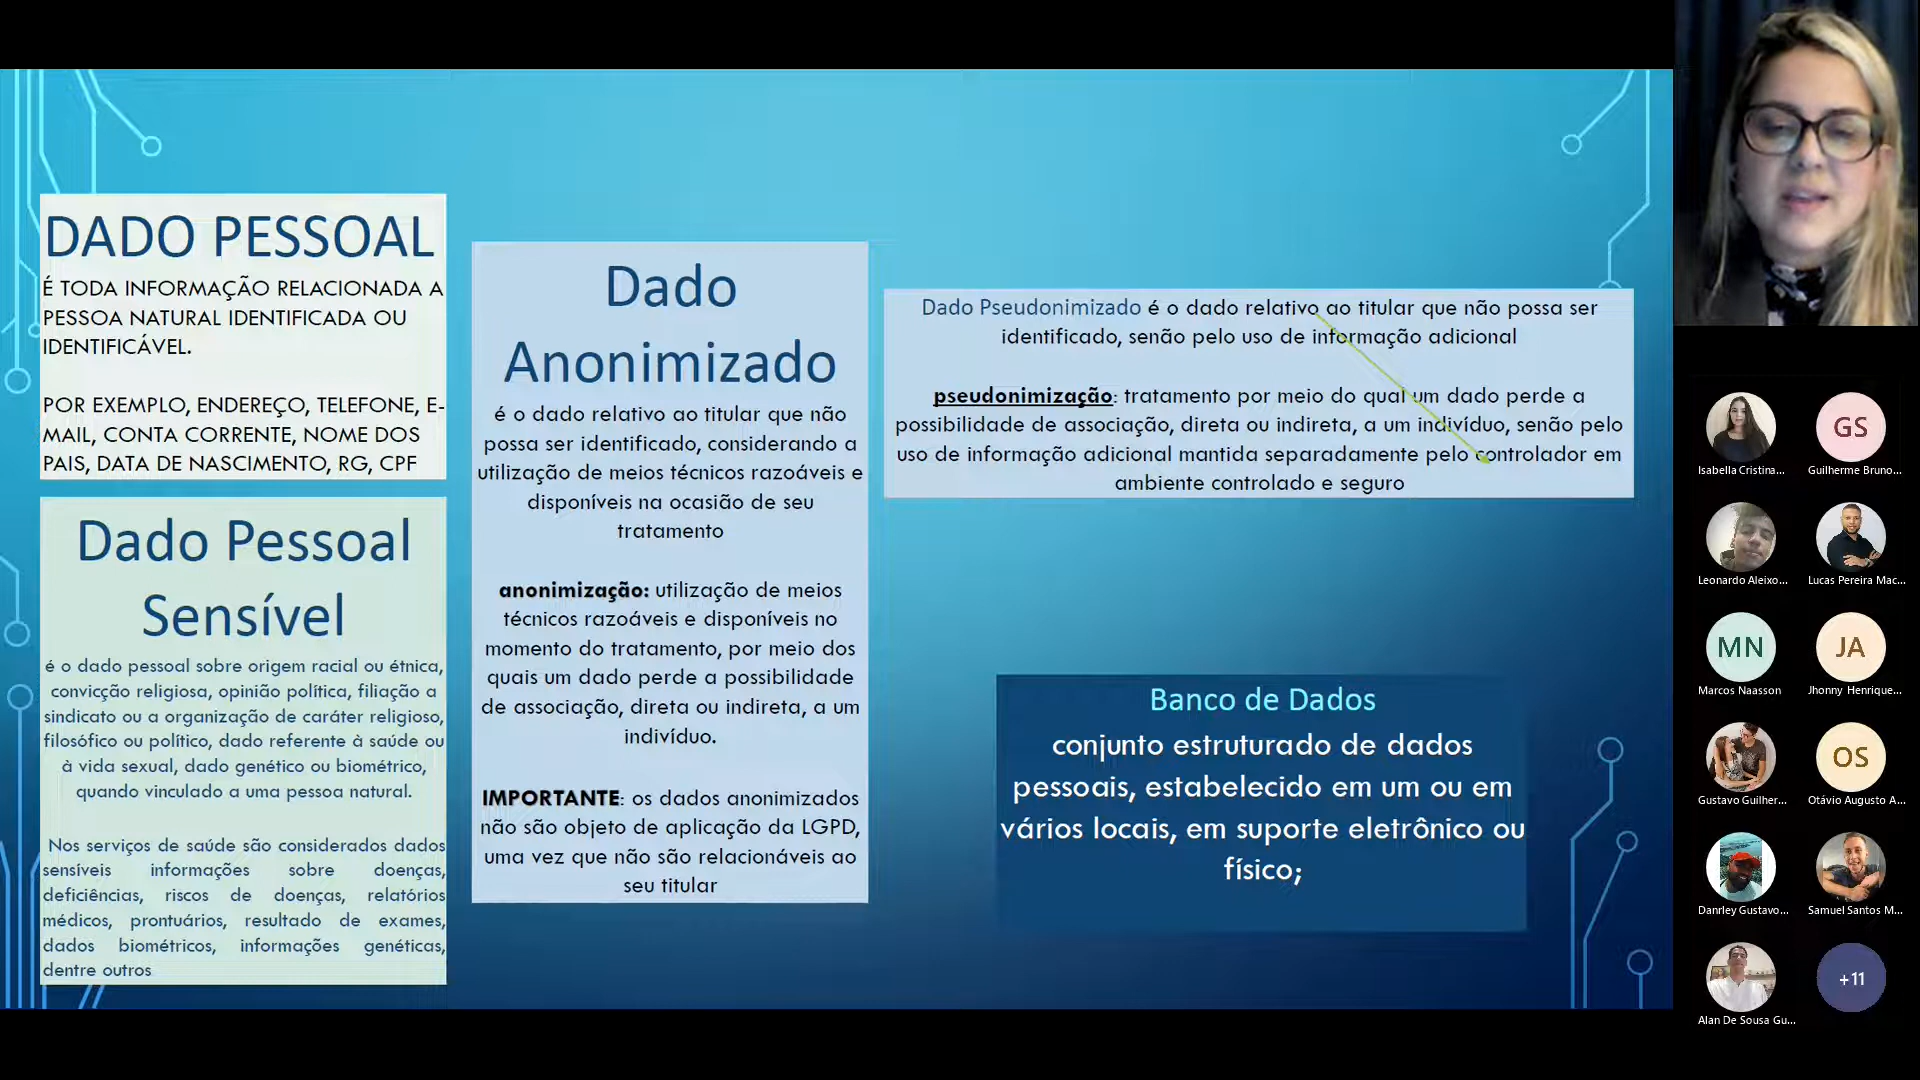 DADO PESSOAL
É TODA INFORMAÇÃO RELACIONADA A
PESSOA NATURAL IDENTIFICADA OU
IDENTIFICÁVEL.
POR EXEMPLO, ENDEREÇO, TELEFONE, E-
MAIL, CONTA CORRENTE, NOME DOS
PAIS, DATA DE NASCIMENTO, RG, CPF
Dado Pessoal
Sensível
é o dado pessoal sobre origem racial ou étnica,
convicção religiosa, opinião política, filiação a
sindicato ou a organização de caráter religioso,
filosófico ou político, dado referente à saúde ou
à vida sexual, dado genético ou biométrico,
quando vinculado a uma pessoa natural.
Nos serviços de saúde são considerados dados
sensíveis informações sobre doenças,
deficiências, riscos de doenças, relatórios
médicos, prontuários, resultado de exames,
dados biométricos, informações genéticas,
dentre outros
Dado
Anonimizado
é o dado relativo ao titular que não
possa ser identificado, considerando a
utilização de meios técnicos razoáveis e
disponíveis na ocasião de seu
tratamento
anonimização: utilização de meios
técnicos razoáveis e disponíveis no
momento do tratamento, por meio dos
quais um dado perde a possibilidade
de associação, direta ou indireta, a um
indivíduo.
IMPORTANTE: os dados anonimizados
não são objeto de aplicação da LGPD,
uma vez que não são relacionáveis ao
seu titular
Dado Pseudonimizado é o dado relativo ao titular que não possa ser
identificado, senão pelo uso de informação adicional
pseudonimização: tratamento por meio do qual um dado perde a
possibilidade de associação, direta ou indireta, a um indivíduo, senão pelo
uso de informação adicional mantida separadamente pelo controlador em
ambiente controlado e seguro
Banco de Dados
conjunto estruturado de dados
pessoais, estabelecido em um ou em
vários locais, em suporte eletrônico ou
físico;
GS
Isabella Cristina...
Guilherme Bruno...
Leonardo Aleixo...
Lucas Pereira Mac...
MN
JA
Marcos Naasson
Jhonny Henrique...
OS
Gustavo Guilher...
Otávio Augusto A...
Danrley Gustavo...
Samuel Santos M...
+11
Alan De Sousa Gu...